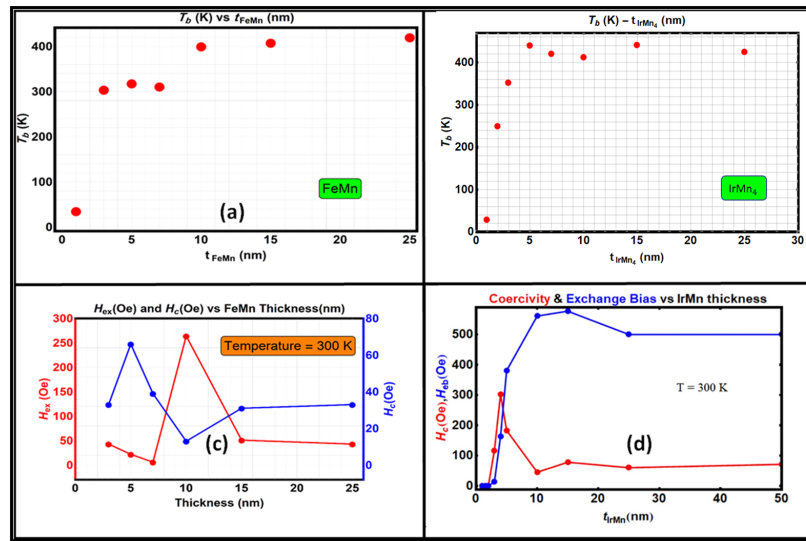 T_b (K) vs t_FeMn (nm)
T_b (K)
400
300
200
100
0
FeMn
(a)
0 5 10 15 20 25
t_FeMn (nm)
T_b (K) – t_IrMn₄ (nm)
T_b (K)
400
300
200
100
0
IrMn₄
0 5 10 15 20 25 30
t_IrMn₄ (nm)
H_ex(Oe) and H_c(Oe) vs FeMn Thickness(nm)
H_ex (Oe)
300
250
200
150
100
50
0
Temperature = 300 K
80
60
40
20
0
H_c(Oe)
(c)
0 5 10 15 20 25
Thickness (nm)
Coercivity & Exchange Bias vs IrMn thickness
H_c(Oe),H_eb(Oe)
500
400
300
200
100
0
T = 300 K
(d)
0 10 20 30 40 50
t_IrMn(nm)